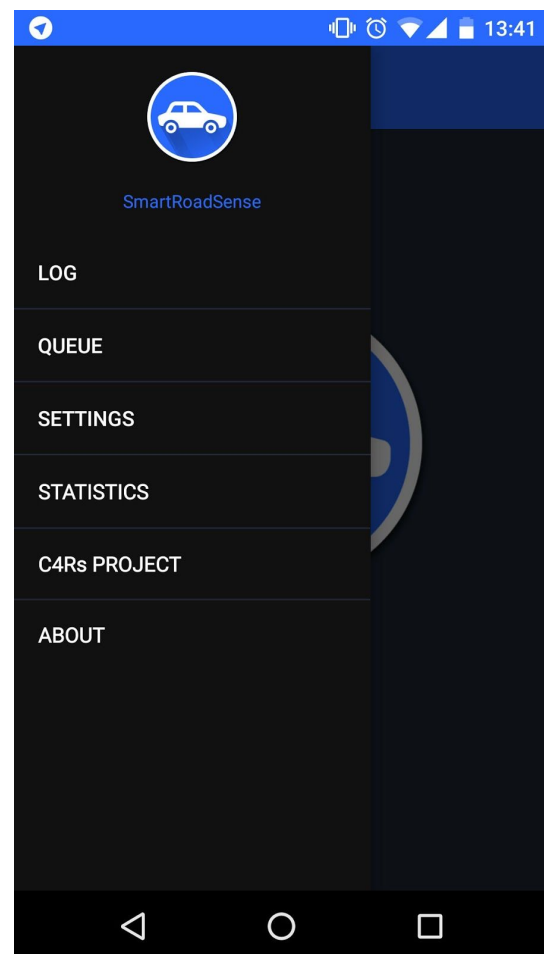 13:41
SmartRoadSense
LOG
QUEUE
SETTINGS
STATISTICS
C4Rs PROJECT
ABOUT